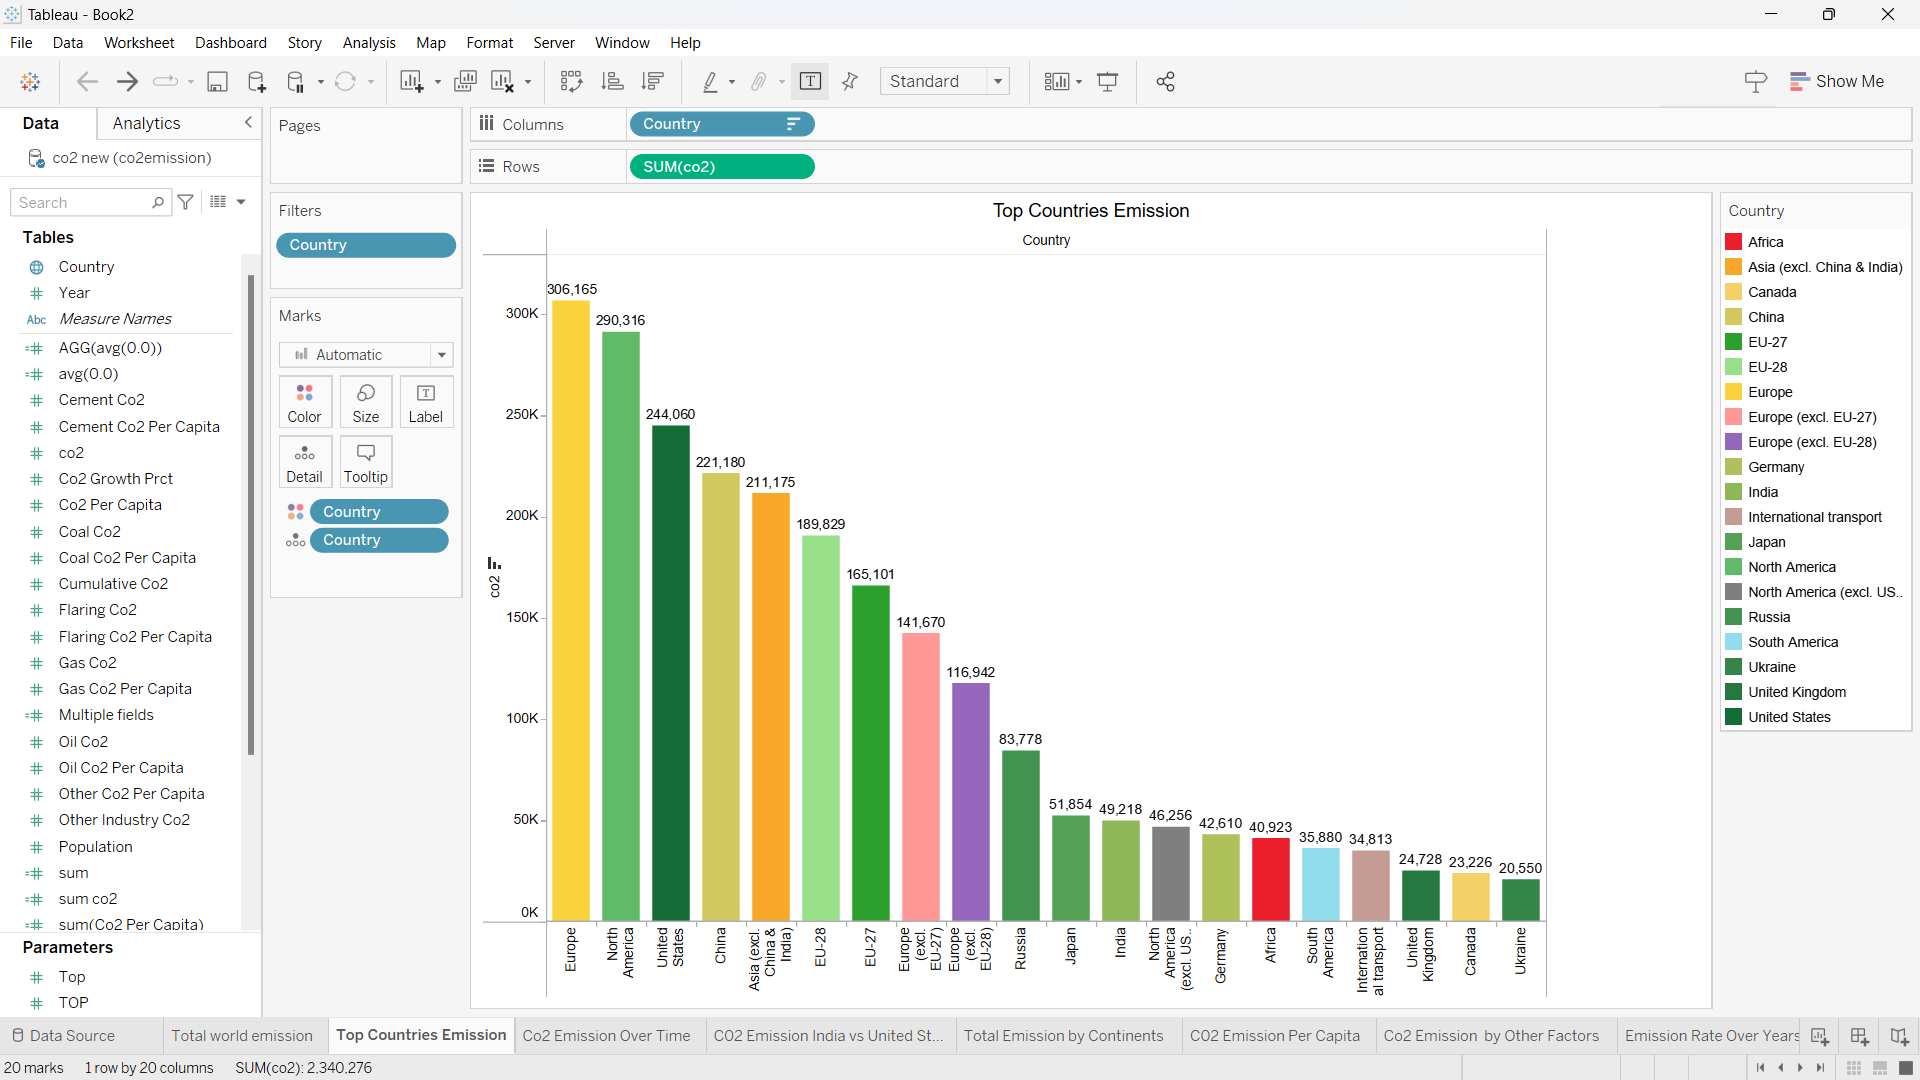 Tableau - Book2
File Data Worksheet Dashboard Story Analysis Map Format Server Window Help
Standard
Show Me
Data Analytics
co2 new (co2emission)
Search
Tables
Country
Year
Abc Measure Names
AGG(avg(0.0))
avg(0.0)
Cement Co2
Cement Co2 Per Capita
co2
Co2 Growth Prct
Co2 Per Capita
Coal Co2
Coal Co2 Per Capita
Cumulative Co2
Flaring Co2
Flaring Co2 Per Capita
Gas Co2
Gas Co2 Per Capita
Multiple fields
Oil Co2
Oil Co2 Per Capita
Other Co2 Per Capita
Other Industry Co2
Population
sum
sum co2
sum(Co2 Per Capita)
Parameters
Top
TOP
Pages
Filters
Country
Marks
Automatic
Color Size Label
Detail Tooltip
Country
Country
Columns Country
Rows SUM(co2)
Top Countries Emission
Country
co2
300K
250K
200K
150K
100K
50K
0K
306,165
290,316
244,060
221,180
211,175
189,829
165,101
141,670
116,942
83,778
51,854
49,218
46,256
42,610
40,923
35,880
34,813
24,728
23,226
20,550
Europe
North
America
United
States
China
Asia (excl.
China &
India)
EU-28
EU-27
Europe
(excl.
EU-27)
Europe
(excl.
EU-28)
Russia
Japan
India
North
America
(excl. US..
Germany
Africa
South
America
Internation
al transport
United
Kingdom
Canada
Ukraine
Country
Africa
Asia (excl. China & India)
Canada
China
EU-27
EU-28
Europe
Europe (excl. EU-27)
Europe (excl. EU-28)
Germany
India
International transport
Japan
North America
North America (excl. US..
Russia
South America
Ukraine
United Kingdom
United States
Data Source Total world emission Top Countries Emission Co2 Emission Over Time CO2 Emission India vs United St... Total Emission by Continents CO2 Emission Per Capita Co2 Emission by Other Factors Emission Rate Over Years
20 marks 1 row by 20 columns SUM(co2): 2,340,276